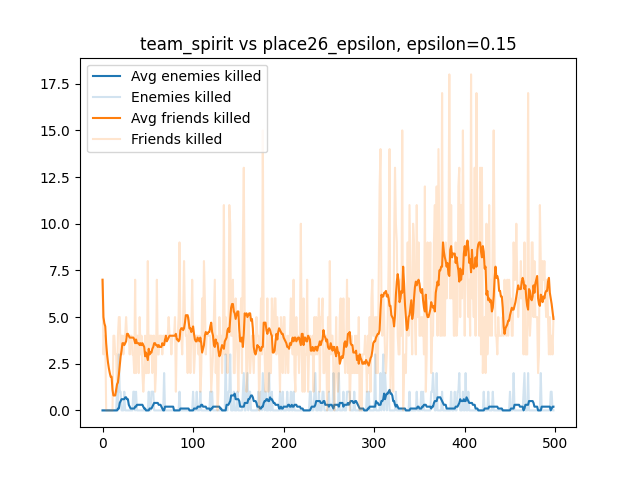 team_spirit vs place26_epsilon, epsilon=0.15
Avg enemies killed
Enemies killed
Avg friends killed
Friends killed
17.5
15.0
12.5
10.0
7.5
5.0
2.5
0.0
0 100 200 300 400 500